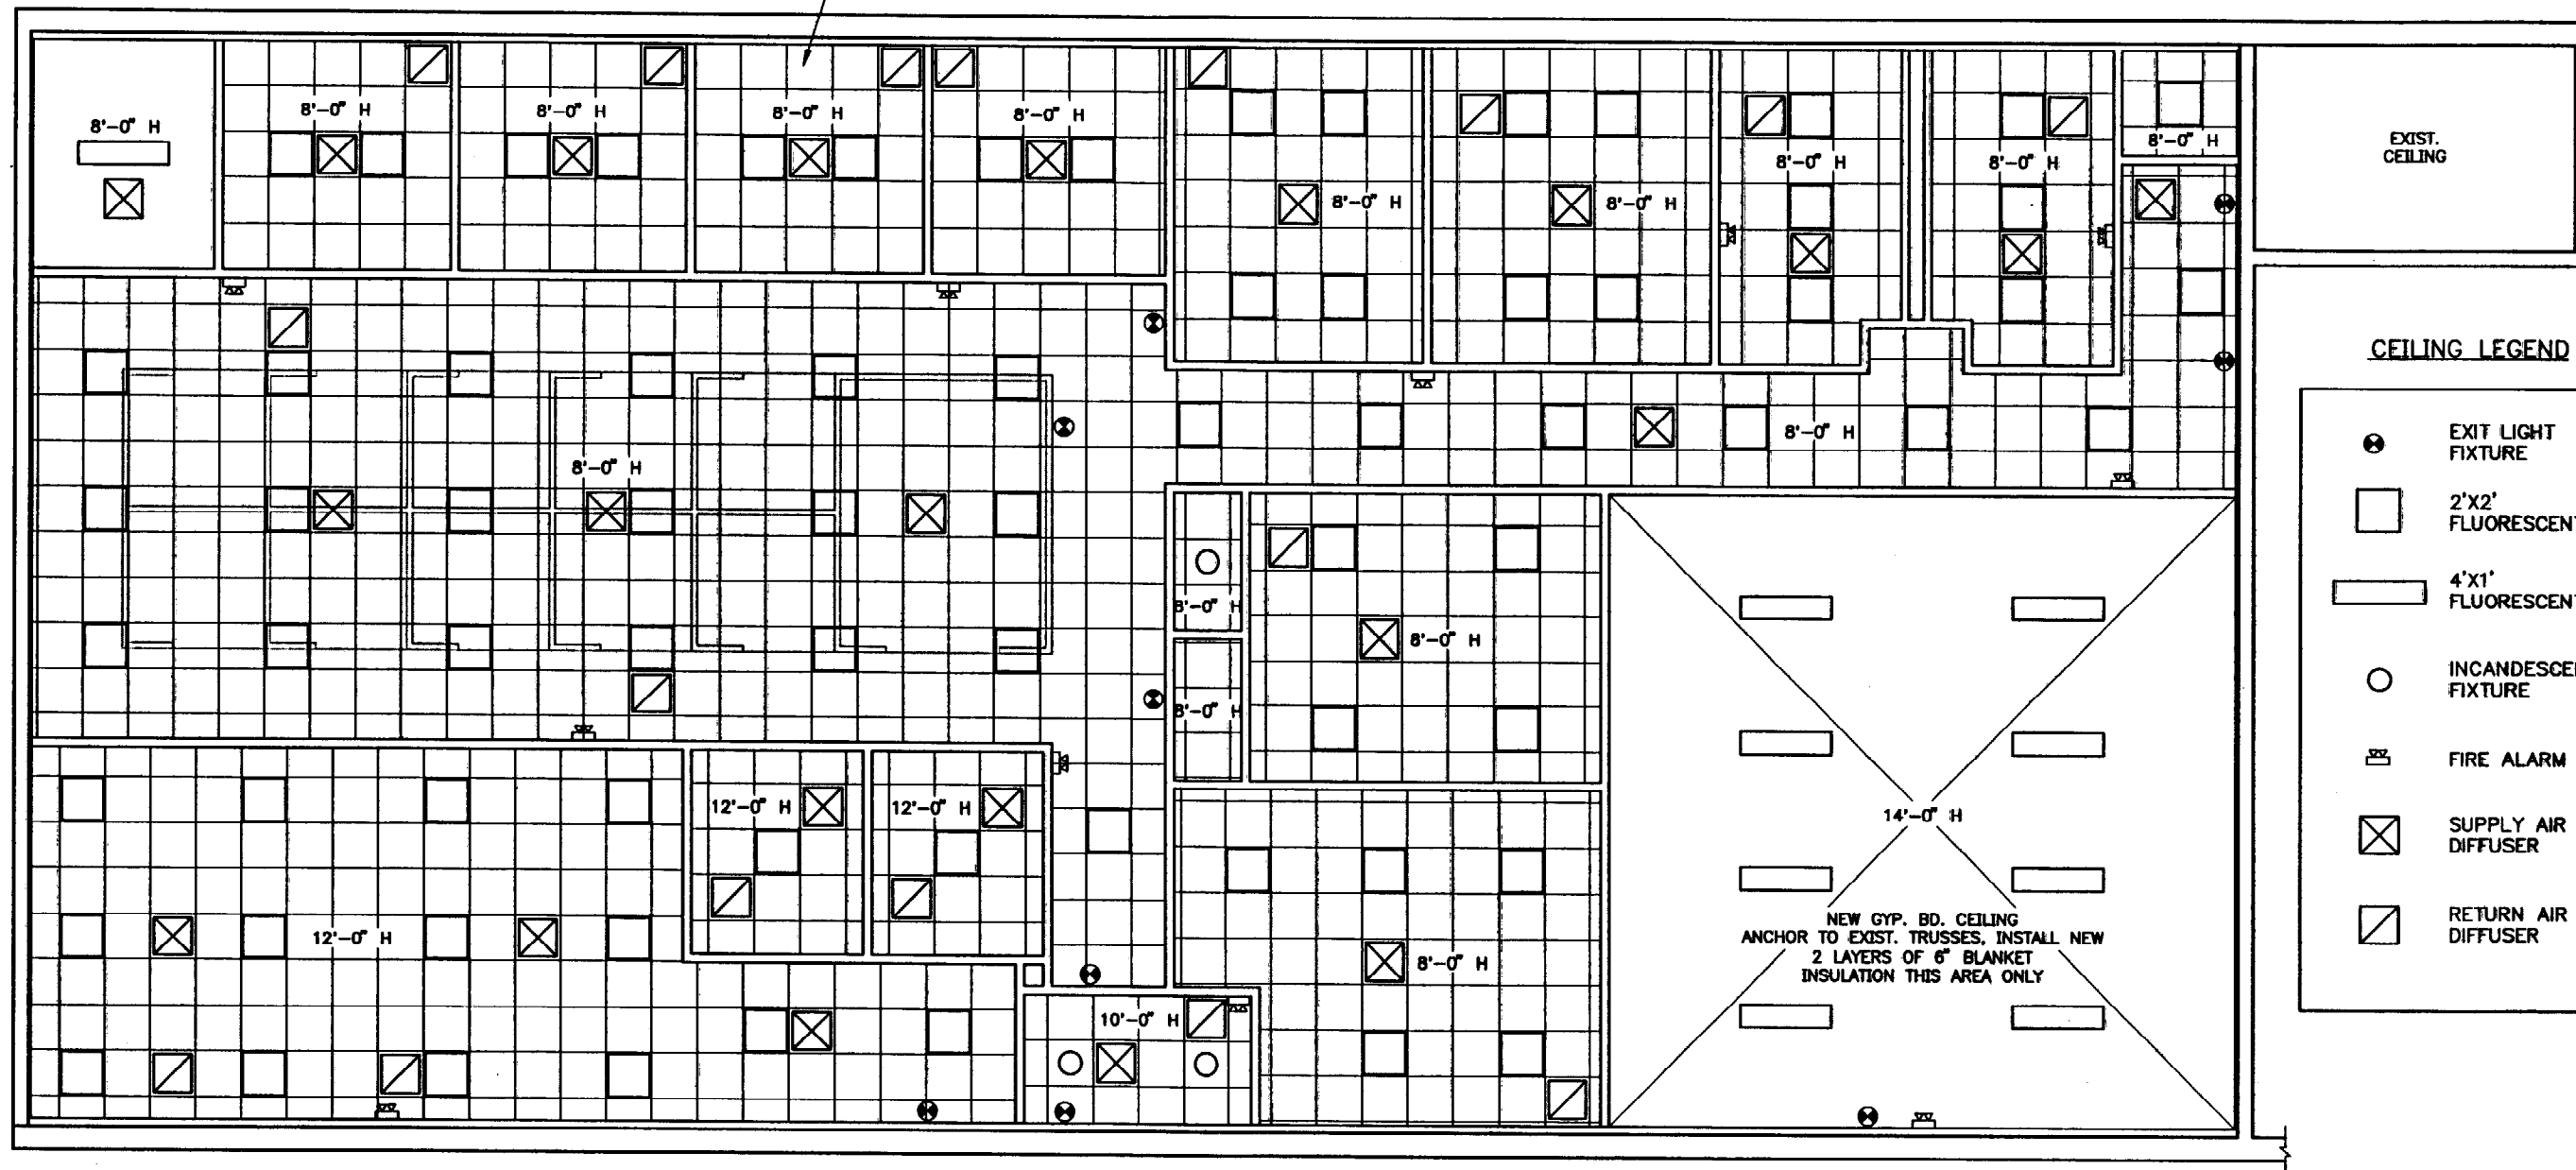 8'-0" H
8'-0" H
8'-0" H
8'-0" H
8'-0" H
8'-0" H
8'-0" H
8'-0" H
8'-0" H
8'-0" H
EXIST.
CEILING
8'-0" H
8'-0" H
8'-0" H
8'-0" H
8'-0" H
8'-0" H
12'-0" H
12'-0" H
12'-0" H
8'-0" H
10'-0" H
14'-0" H
NEW GYP. BD. CEILING
ANCHOR TO EXIST. TRUSSES, INSTALL NEW
2 LAYERS OF 6" BLANKET
INSULATION THIS AREA ONLY
CEILING LEGEND
EXIT LIGHT
FIXTURE
2'X2'
FLUORESCENT
4'X1'
FLUORESCENT
FIXTURE
FIRE ALARM
SUPPLY AIR
DIFFUSER
RETURN AIR
DIFFUSER